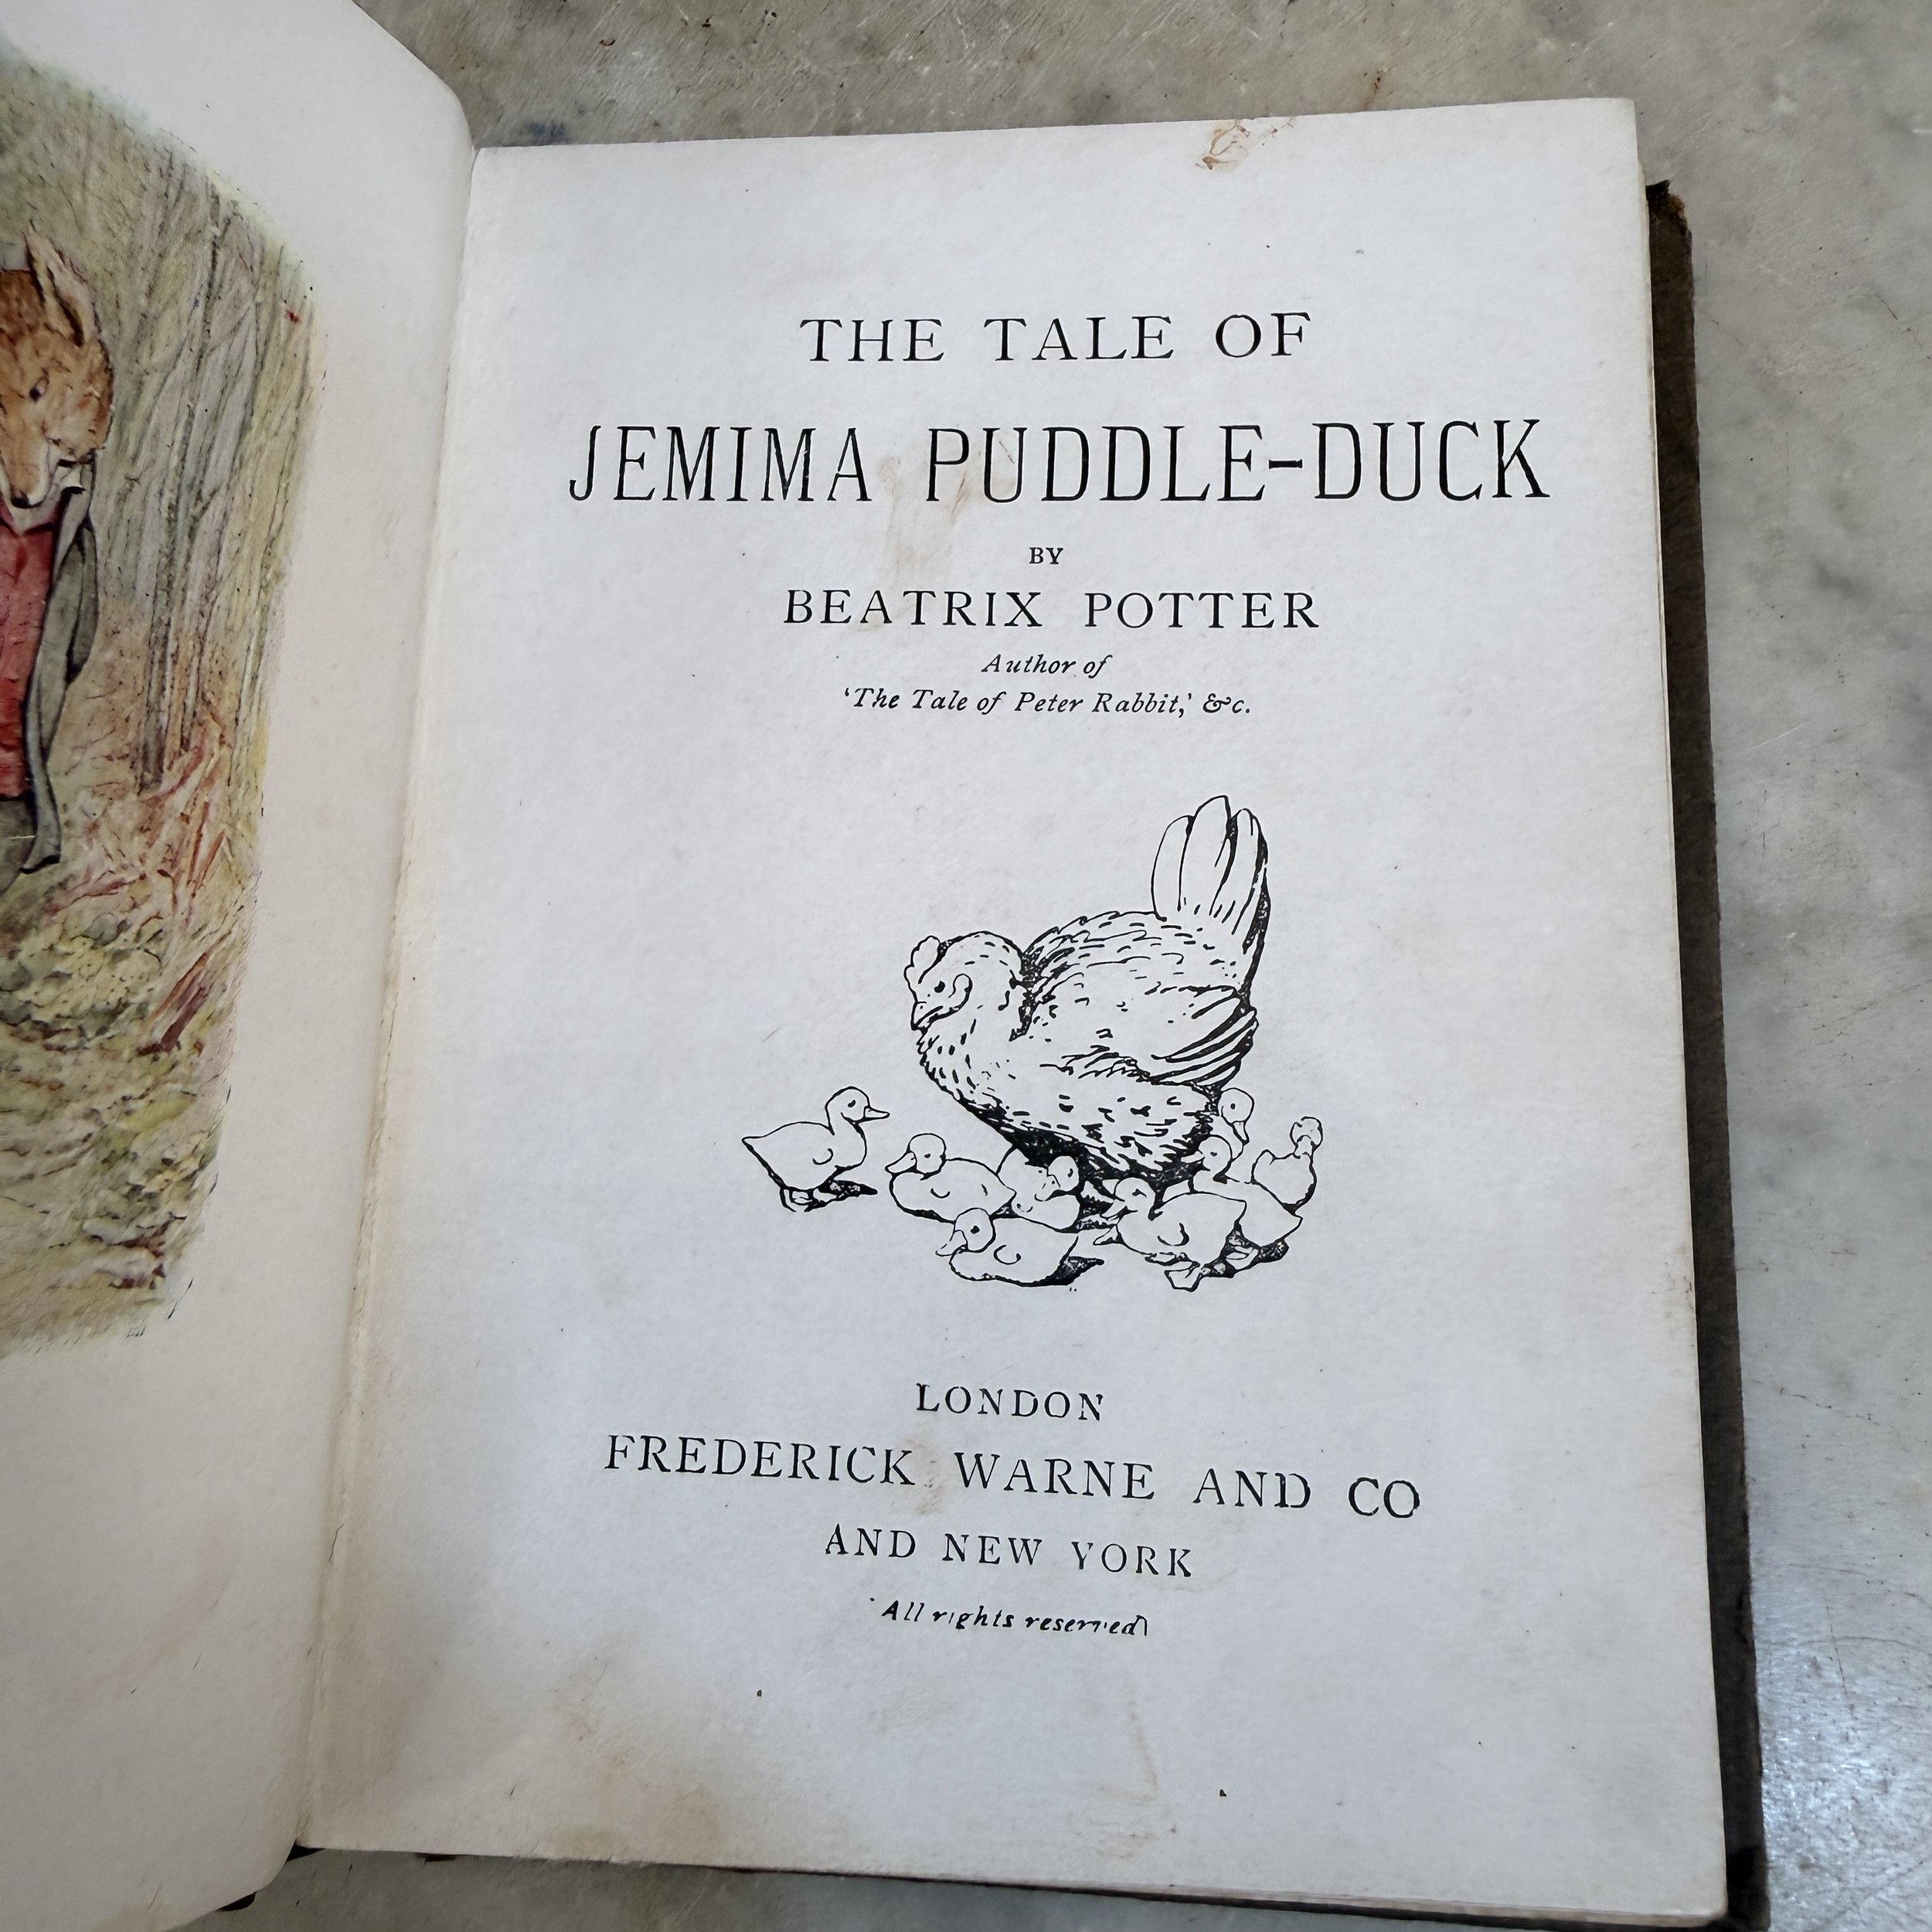 THE TALE OF
JEMIMA PUDDLE-DUCK
BY
BEATRIX POTTER
Author of
'The Tale of Peter Rabbit,' &c.
LONDON
FREDERICK WARNE AND CO
AND NEW YORK
All rights reserved